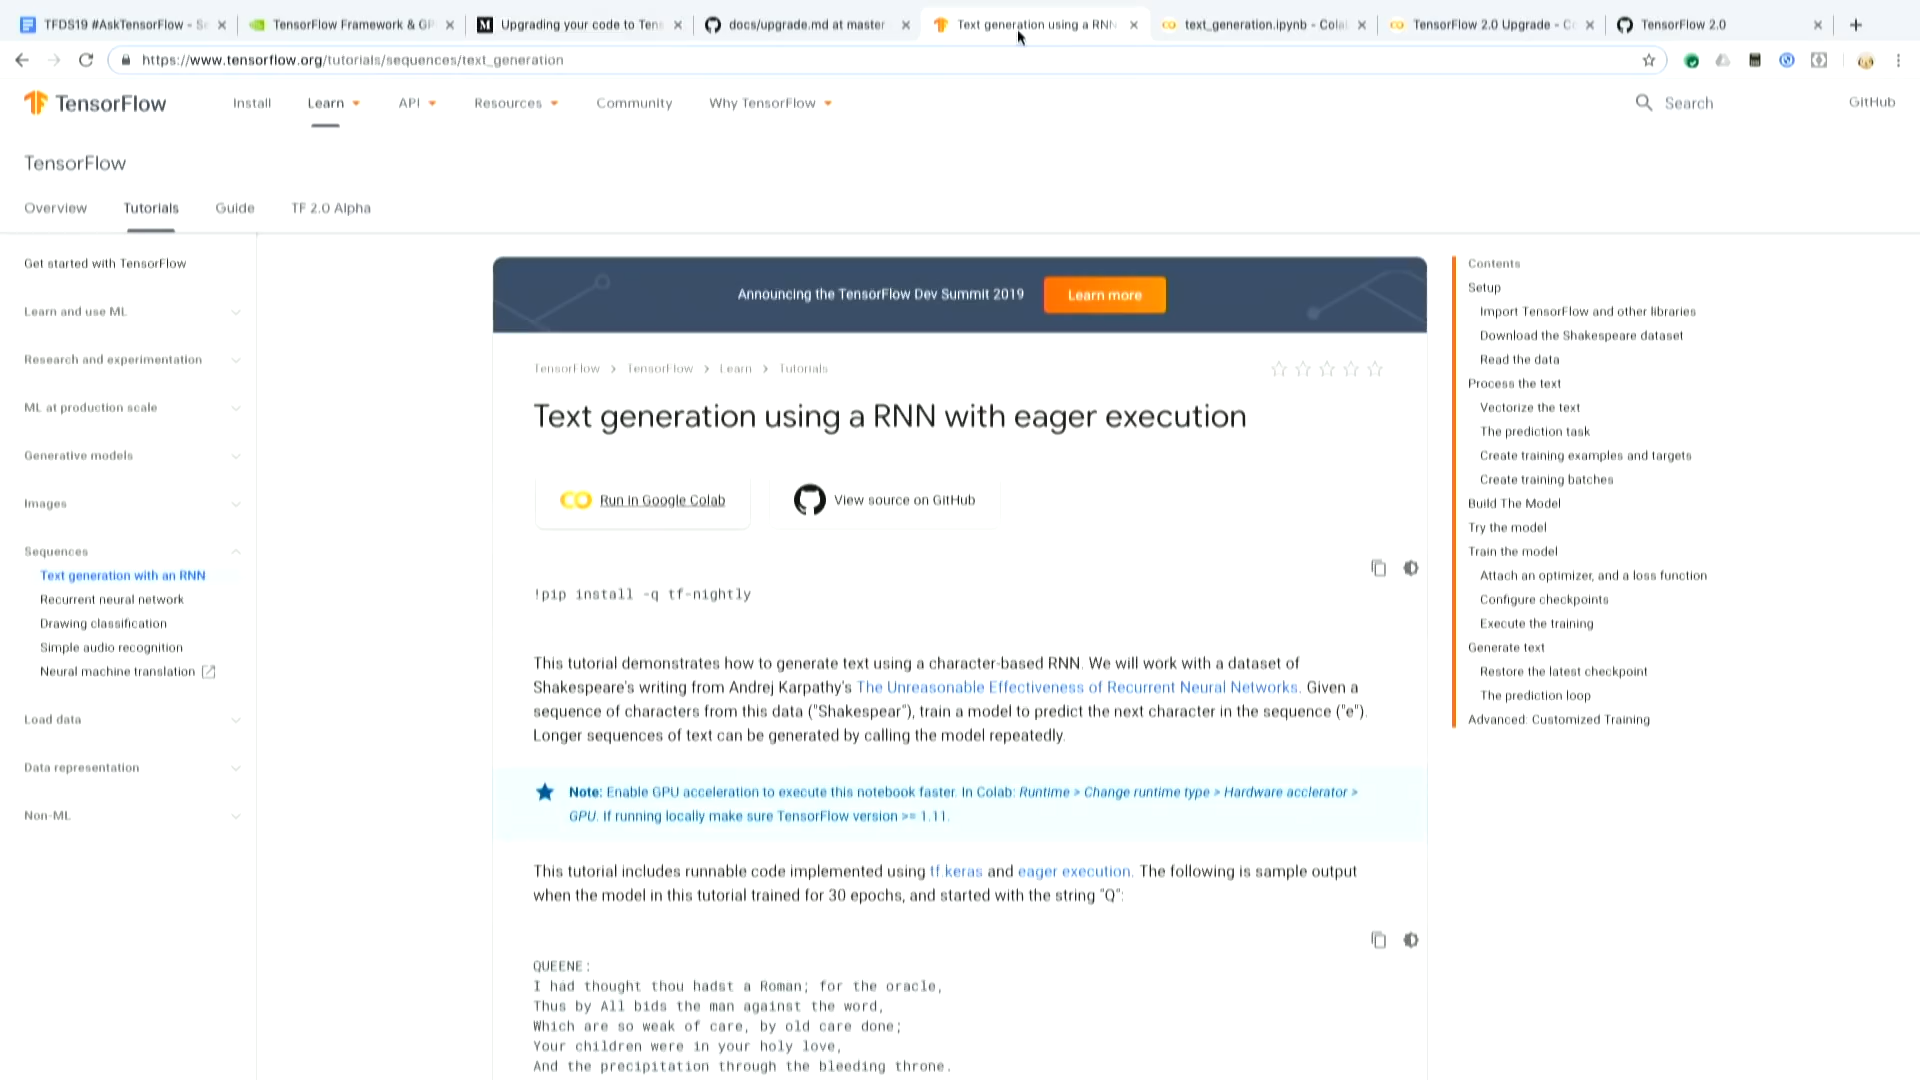 TFDS19 #AskTensorFlow - S
TensorFlow Framework & GP
Upgrading your code to Tens
docs/upgrade.md at master
Text generation using a RNN
text_generation.ipynb - Colal
TensorFlow 2.0 Upgrade - C
TensorFlow 2.0
https://www.tensorflow.org/tutorials/sequences/text_generation
TensorFlow
Install
Learn
API
Resources
Community
Why TensorFlow
Search
GitHub
TensorFlow
Overview
Tutorials
Guide
TF 2.0 Alpha
Get started with TensorFlow
Learn and use ML
Research and experimentation
ML at production scale
Generative models
Images
Sequences
Text generation with an RNN
Recurrent neural network
Drawing classification
Simple audio recognition
Neural machine translation
Load data
Data representation
Non-ML
Announcing the TensorFlow Dev Summit 2019
Learn more
TensorFlow > TensorFlow > Learn > Tutorials
Text generation using a RNN with eager execution
Run in Google Colab
View source on GitHub
!pip install -q tf-nightly
This tutorial demonstrates how to generate text using a character-based RNN. We will work with a dataset of
Shakespeare's writing from Andrej Karpathy's The Unreasonable Effectiveness of Recurrent Neural Networks. Given a
sequence of characters from this data ("Shakespear"), train a model to predict the next character in the sequence ("e").
Longer sequences of text can be generated by calling the model repeatedly.
Note: Enable GPU acceleration to execute this notebook faster. In Colab: Runtime > Change runtime type > Hardware acclerator >
GPU. If running locally make sure TensorFlow version >= 1.11.
This tutorial includes runnable code implemented using tf.keras and eager execution. The following is sample output
when the model in this tutorial trained for 30 epochs, and started with the string "Q":
QUEENE:
I had thought thou hadst a Roman; for the oracle,
Thus by All bids the man against the word,
Which are so weak of care, by old care done;
Your children were in your holy love,
And the precipitation through the bleeding throne.
Contents
Setup
Import TensorFlow and other libraries
Download the Shakespeare dataset
Read the data
Process the text
Vectorize the text
The prediction task
Create training examples and targets
Create training batches
Build The Model
Try the model
Train the model
Attach an optimizer, and a loss function
Configure checkpoints
Execute the training
Generate text
Restore the latest checkpoint
The prediction loop
Advanced: Customized Training